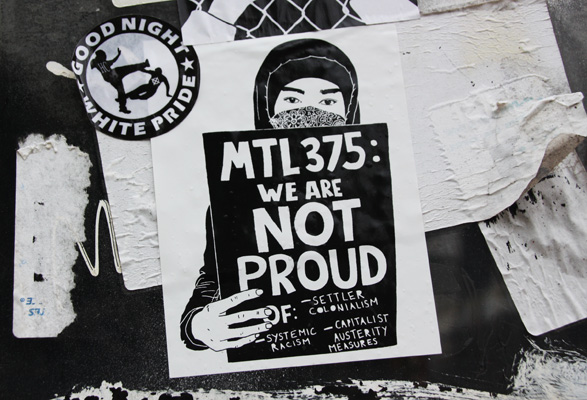 GOOD NIGHT
WHITE PRIDE
MTL375:
WE ARE
NOT
PROUD
OF:
-SETTLER
COLONIALISM
-SYSTEMIC
RACISM
-CAPITALIST
AUSTERITY
MEASURES